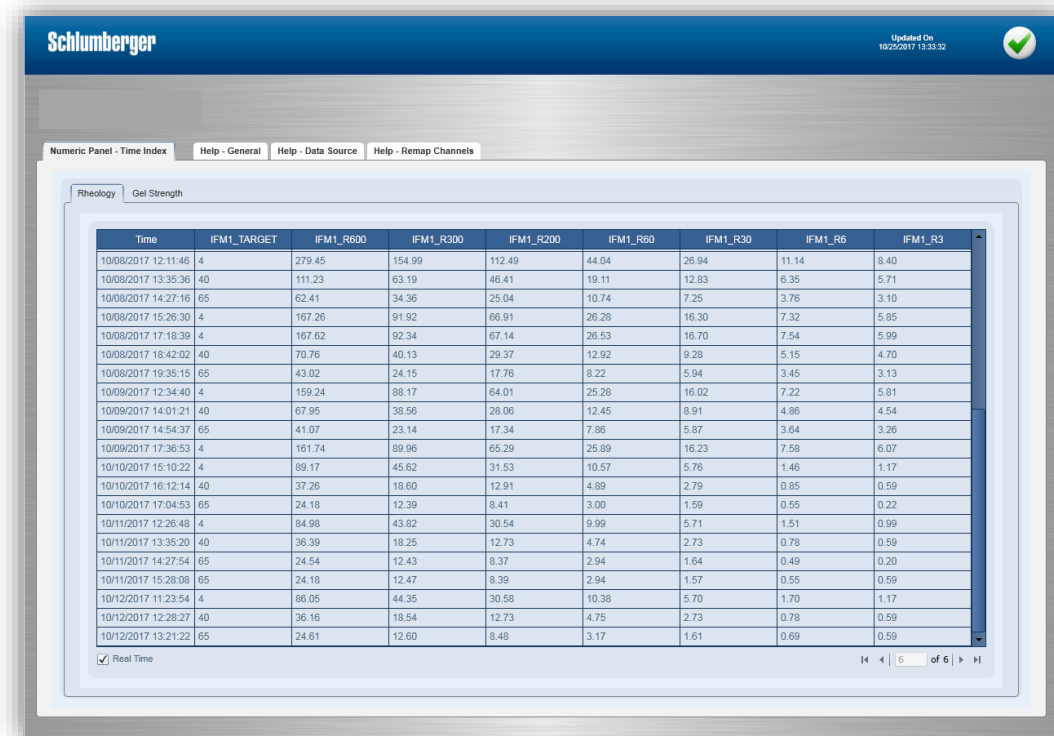 Schlumberger
Updated On
10/25/2017 13:33:32
Numeric Panel - Time Index Help - General Help - Data Source Help - Remap Channels
Rheology Gel Strength
Time IFM1_TARGET IFM1_R600 IFM1_R300 IFM1_R200 IFM1_R60 IFM1_R30 IFM1_R6 IFM1_R3
10/08/2017 12:11:46 4 279.45 154.99 112.49 44.04 26.94 11.14 8.40
10/08/2017 13:35:36 40 111.23 63.19 46.41 19.11 12.83 6.35 5.71
10/08/2017 14:27:16 65 62.41 34.36 25.04 10.74 7.25 3.76 3.10
10/08/2017 15:26:30 4 167.26 91.92 66.91 26.28 16.30 7.32 5.85
10/08/2017 17:18:39 4 167.62 92.34 67.14 26.53 16.70 7.54 5.99
10/08/2017 18:42:02 40 70.76 40.13 29.37 12.92 9.28 5.15 4.70
10/08/2017 19:35:15 65 43.02 24.15 17.76 8.22 5.94 3.45 3.13
10/09/2017 12:34:40 4 159.24 88.17 64.01 25.28 16.02 7.22 5.81
10/09/2017 14:01:21 40 67.95 38.56 28.06 12.45 8.91 4.86 4.54
10/09/2017 14:54:37 65 41.07 23.14 17.34 7.86 5.87 3.64 3.26
10/09/2017 17:36:53 4 161.74 89.96 65.29 25.89 16.23 7.58 6.07
10/10/2017 15:10:22 4 89.17 45.62 31.53 10.57 5.76 1.46 1.17
10/10/2017 16:12:14 40 37.26 18.60 12.91 4.89 2.79 0.85 0.59
10/10/2017 17:04:53 65 24.18 12.39 8.41 3.00 1.59 0.55 0.22
10/11/2017 12:26:48 4 84.98 43.82 30.54 9.99 5.71 1.51 0.99
10/11/2017 13:35:20 40 36.39 18.25 12.73 4.74 2.73 0.78 0.59
10/11/2017 14:27:54 65 24.54 12.43 8.37 2.94 1.64 0.49 0.20
10/11/2017 15:28:08 65 24.18 12.47 8.39 2.94 1.57 0.55 0.59
10/12/2017 11:23:54 4 86.05 44.35 30.58 10.38 5.70 1.70 1.17
10/12/2017 12:28:27 40 36.16 18.54 12.73 4.75 2.73 0.78 0.59
10/12/2017 13:21:22 65 24.61 12.60 8.48 3.17 1.61 0.69 0.59
Real Time 6 of 6